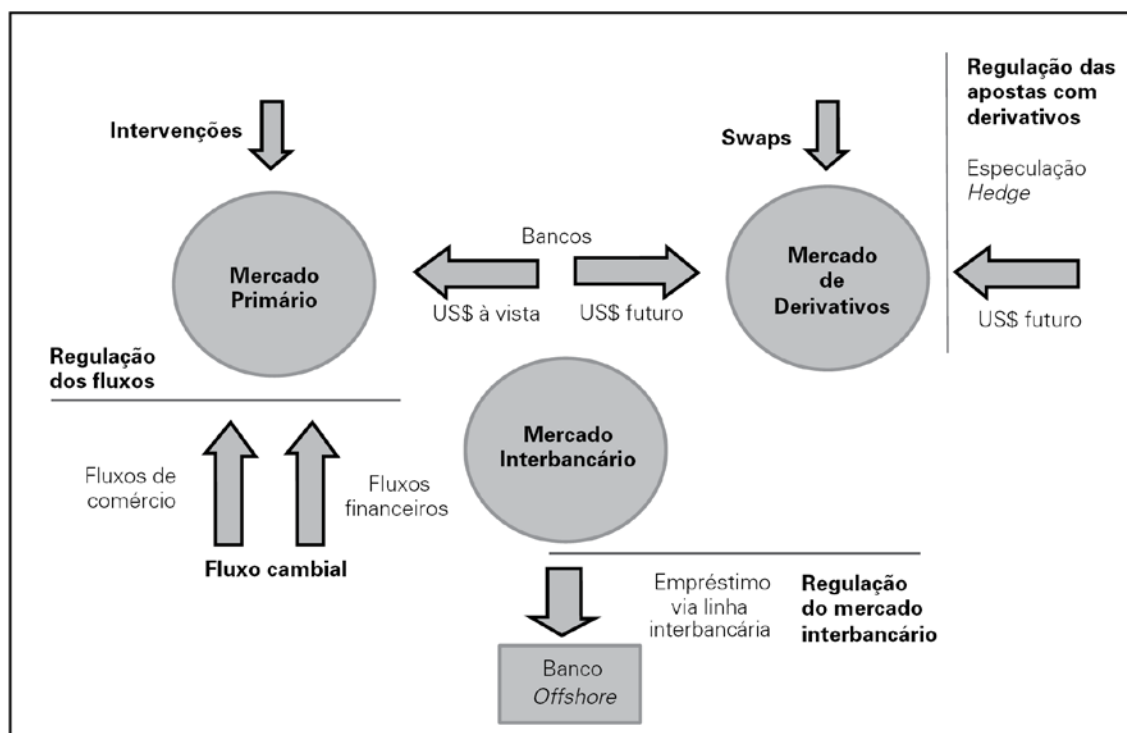 Intervenções
Mercado
Primário
Bancos
US$ à vista
US$ futuro
Swaps
Mercado
de
Derivativos
Regulação das
apostas com
derivativos
Especulação
Hedge
US$ futuro
Regulação
dos fluxos
Fluxos de
comércio
Fluxos
financeiros
Fluxo cambial
Mercado
Interbancário
Empréstimo
via linha
interbancária
Regulação
do mercado
interbancário
Banco
Offshore